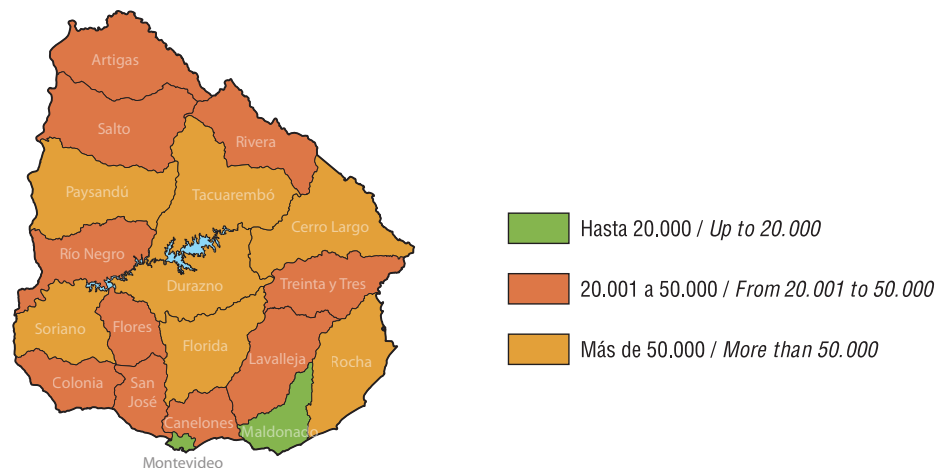 Artigas
Salto
Rivera
Paysandú
Tacuarembó
Cerro Largo
Río Negro
Durazno
Treinta y Tres
Soriano
Flores
Florida
Lavalleja
Rocha
Colonia
San
José
Canelones
Maldonado
Montevideo
Hasta 20.000 / Up to 20.000
20.001 a 50.000 / From 20.001 to 50.000
Más de 50.000 / More than 50.000